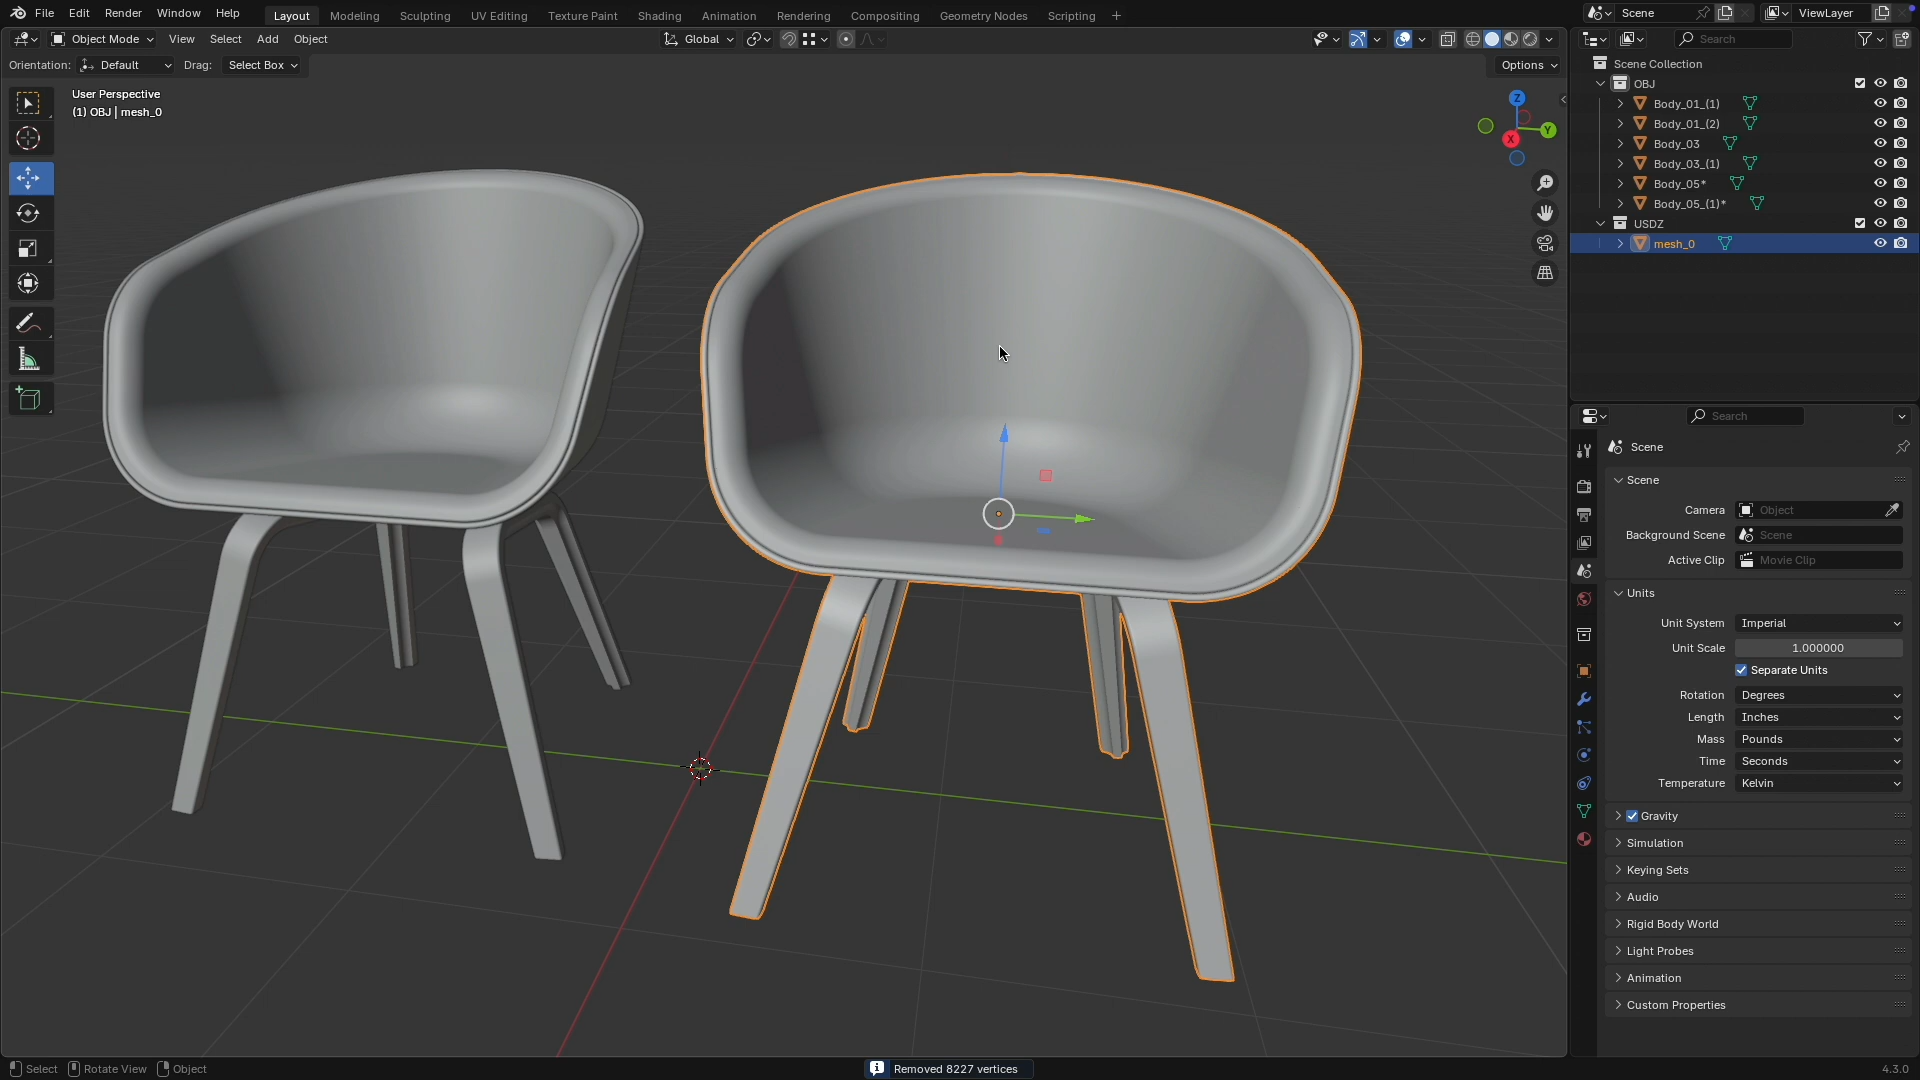 File Edit Render Window Help Layout Modeling Sculpting UV Editing Texture Paint Shading Animation Rendering Compositing Geometry Nodes Scripting + Scene ViewLayer
Object Mode View Select Add Object Global Search
Orientation: Default Drag: Select Box Options
User Perspective
(1) OBJ | mesh_0
Z
Y
X
Scene Collection
OBJ
Body_01_(1)
Body_01_(2)
Body_03
Body_03_(1)
Body_05*
Body_05_(1)*
USDZ
mesh_0
Search
Scene
Scene
Camera Object
Background Scene Scene
Active Clip Movie Clip
Units
Unit System Imperial
Unit Scale 1.000000
Separate Units
Rotation Degrees
Length Inches
Mass Pounds
Time Seconds
Temperature Kelvin
Gravity
Simulation
Keying Sets
Audio
Rigid Body World
Light Probes
Animation
Custom Properties
Select Rotate View Object Removed 8227 vertices 4.3.0